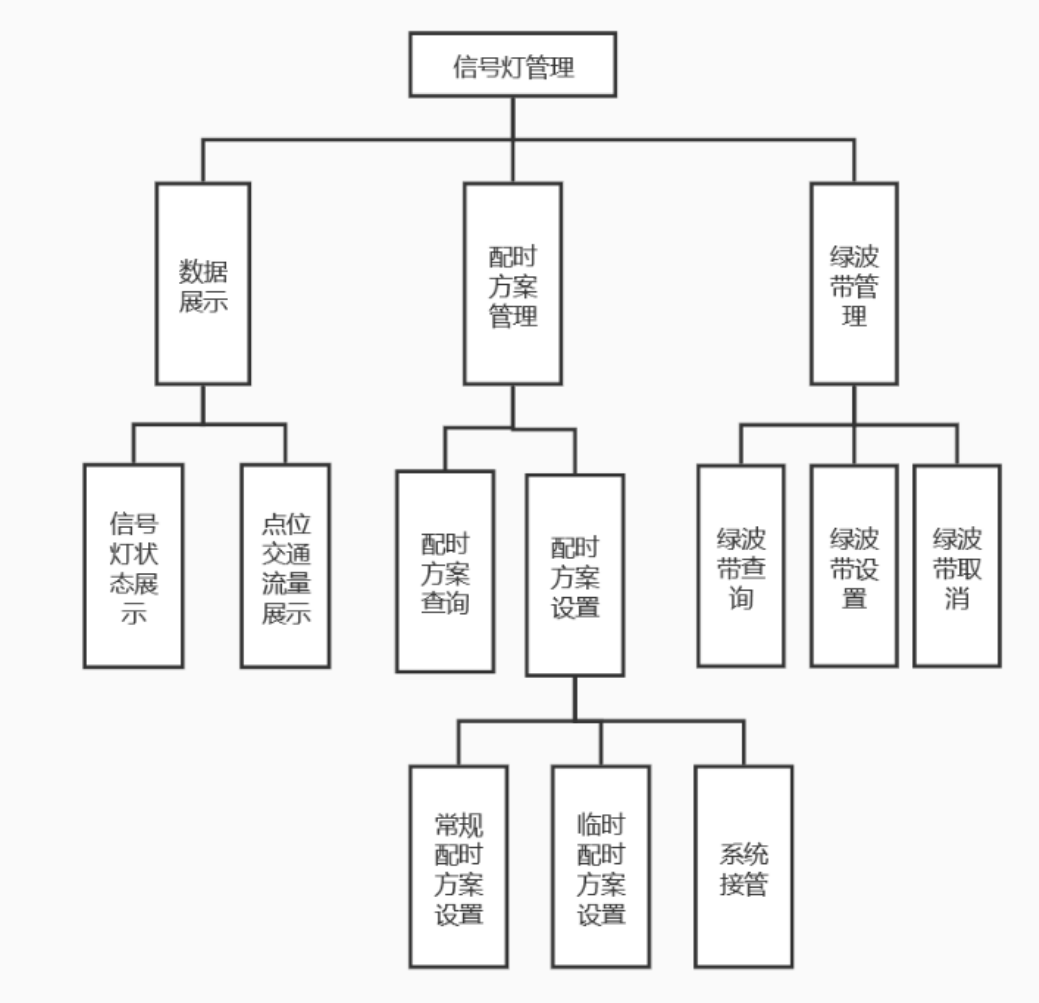 信号灯管理
数据
展示
配时
方案
管理
绿波
带管
理
信号
灯状
态展
示
点位
交通
流量
展示
配时
方案
查询
配时
方案
设置
绿波
带查
询
绿波
带设
置
绿波
带取
消
常规
配时
方案
设置
临时
配时
方案
设置
系统
接管